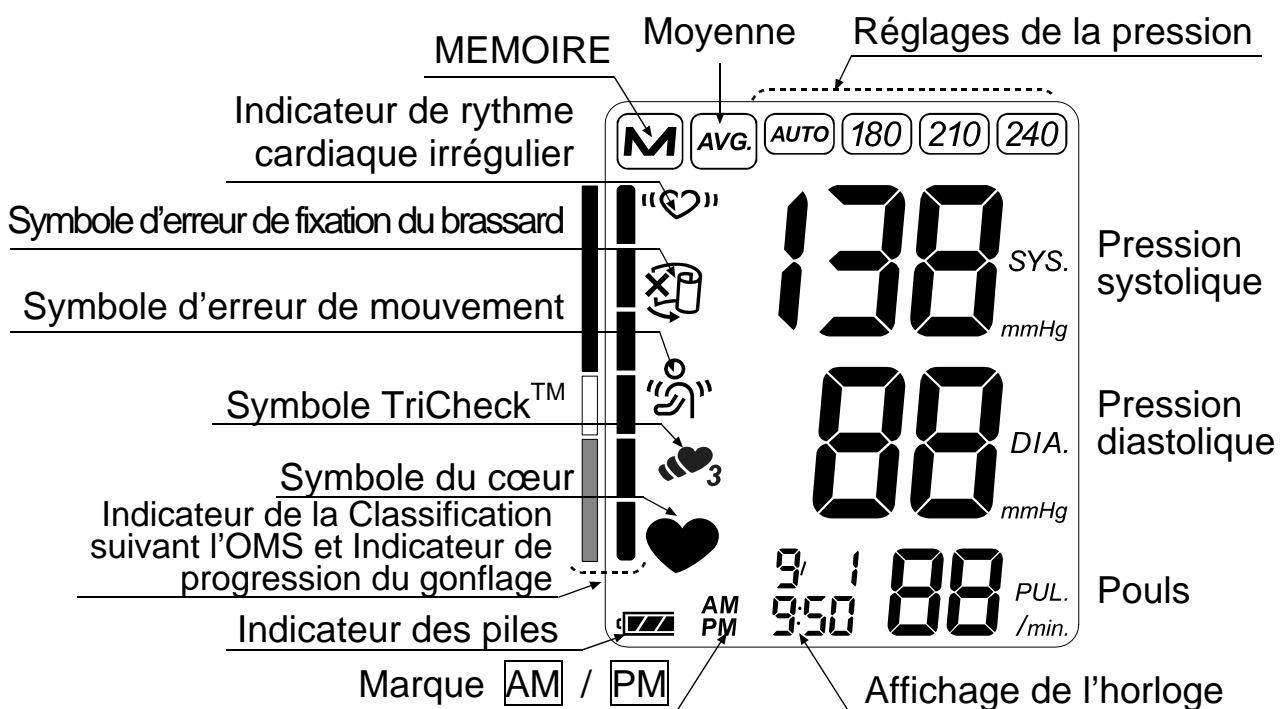 MEMOIRE
Moyenne
Réglages de la pression
Indicateur de rythme
cardiaque irrégulier
M AVG. AUTO 180 210 240
Symbole d’erreur de fixation du brassard
138 SYS. mmHg
Pression
systolique
Symbole d’erreur de mouvement
Symbole TriCheck™
3
88 DIA. mmHg
Pression
diastolique
Symbole du cœur
Indicateur de la Classification
suivant l’OMS et Indicateur de
progression du gonflage
9/ 1
88 PUL. /min.
Pouls
Indicateur des piles
AM
PM
9:50
Marque AM / PM
Affichage de l’horloge